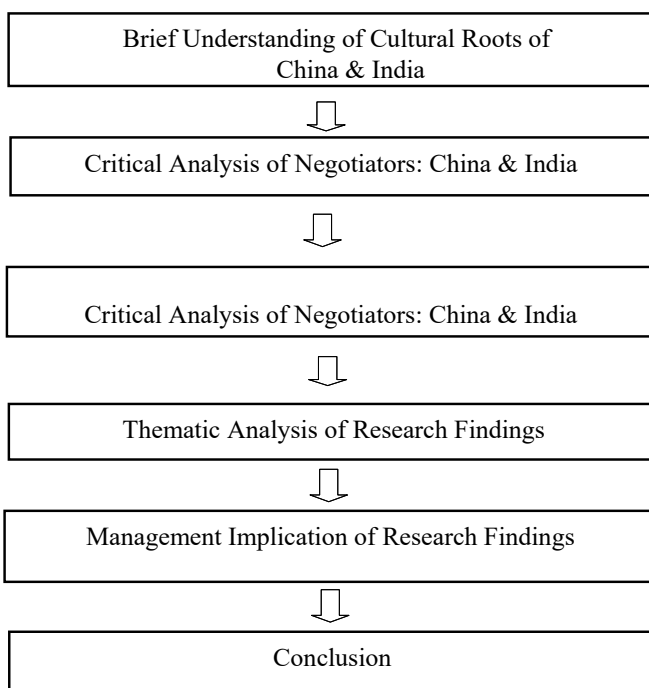 Brief Understanding of Cultural Roots of
China & India
Critical Analysis of Negotiators: China & India
Critical Analysis of Negotiators: China & India
Thematic Analysis of Research Findings
Management Implication of Research Findings
Conclusion